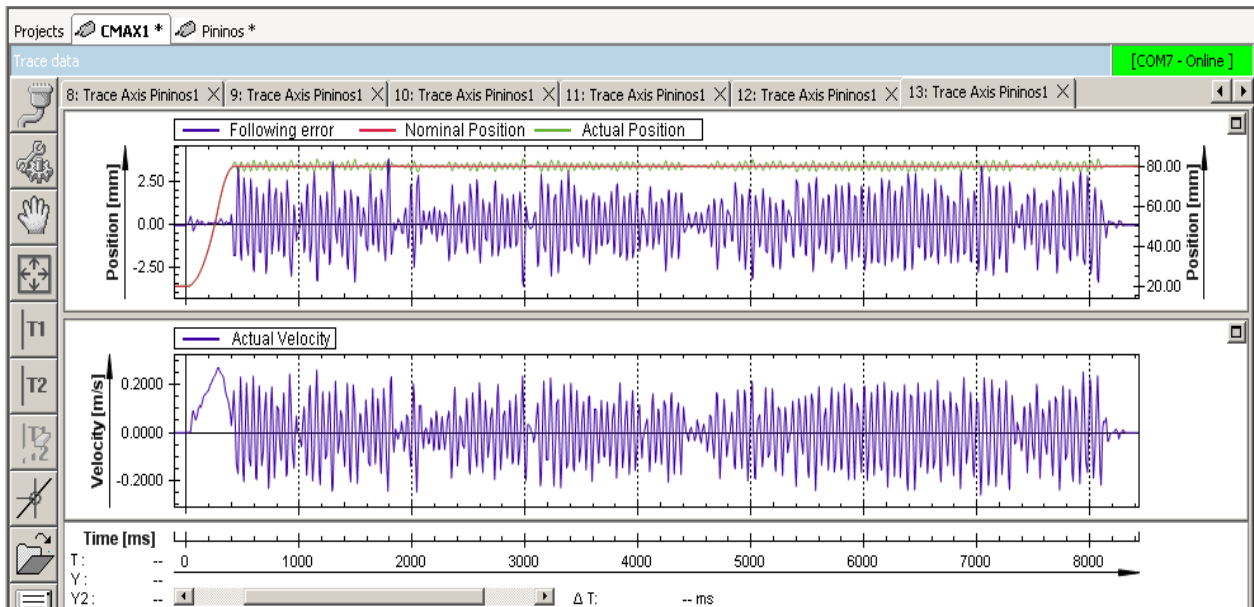 Projects CMAX1 * Pininos *
Trace data [COM7 - Online ]
8: Trace Axis Pininos1 9: Trace Axis Pininos1 10: Trace Axis Pininos1 11: Trace Axis Pininos1 12: Trace Axis Pininos1 13: Trace Axis Pininos1
Following error Nominal Position Actual Position
Position [mm]
2.50
0.00
-2.50
80.00
60.00
40.00
20.00
Position [mm]
T1
T2
Actual Velocity
Velocity [m/s]
0.2000
0.0000
-0.2000
Time [ms]
0 1000 2000 3000 4000 5000 6000 7000 8000
T : --
Y : --
Y2 : -- Δ T: -- ms